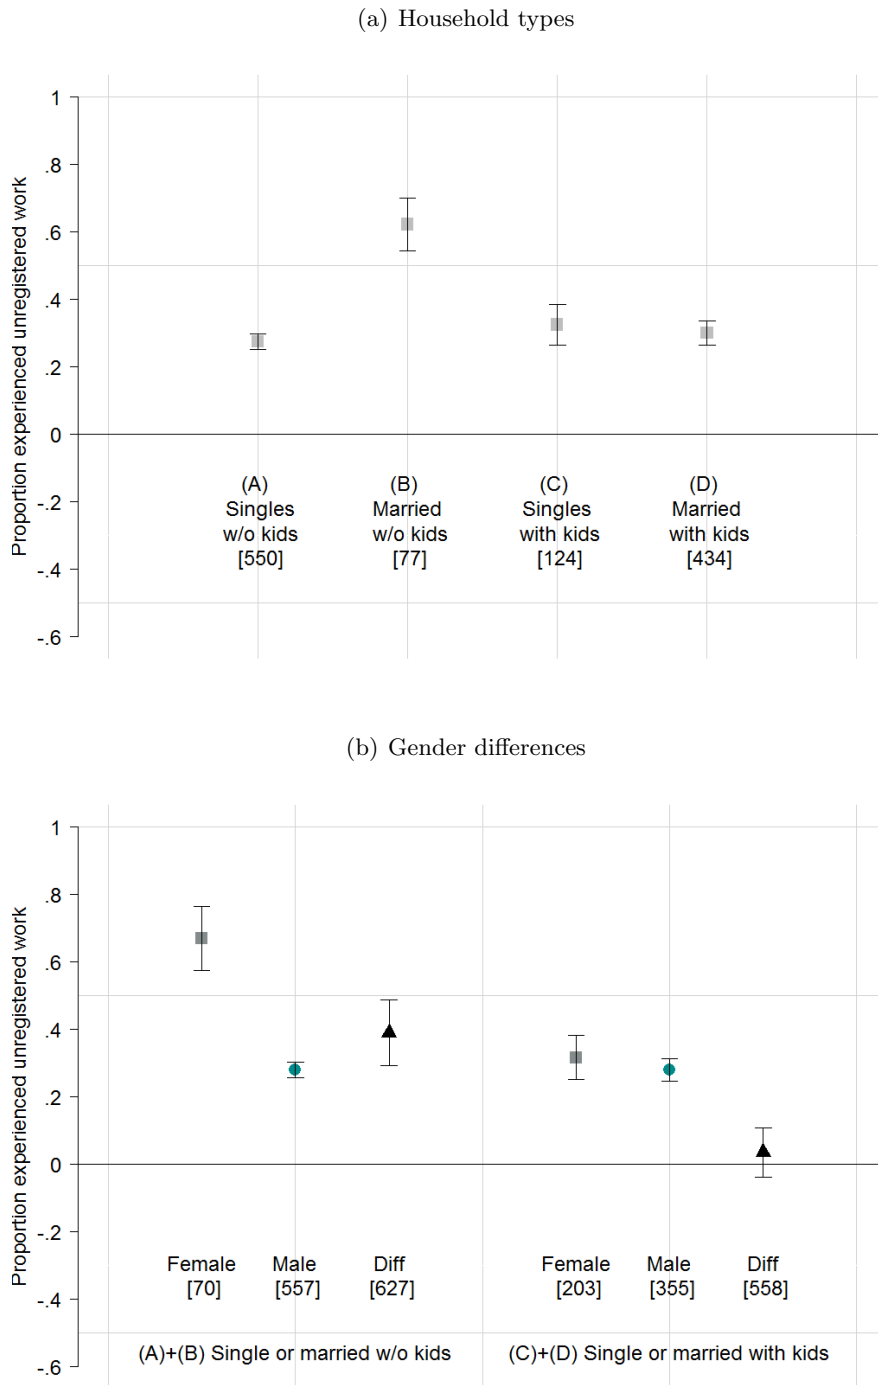 (a) Household types
Proportion experienced unregistered work
1
.8
.6
.4
.2
0
-.2
-.4
-.6
(A)
Singles
w/o kids
[550]
(B)
Married
w/o kids
[77]
(C)
Singles
with kids
[124]
(D)
Married
with kids
[434]
(b) Gender differences
Proportion experienced unregistered work
1
.8
.6
.4
.2
0
-.2
-.4
-.6
Female
[70]
Male
[557]
Diff
[627]
Female
[203]
Male
[355]
Diff
[558]
(A)+(B) Single or married w/o kids
(C)+(D) Single or married with kids